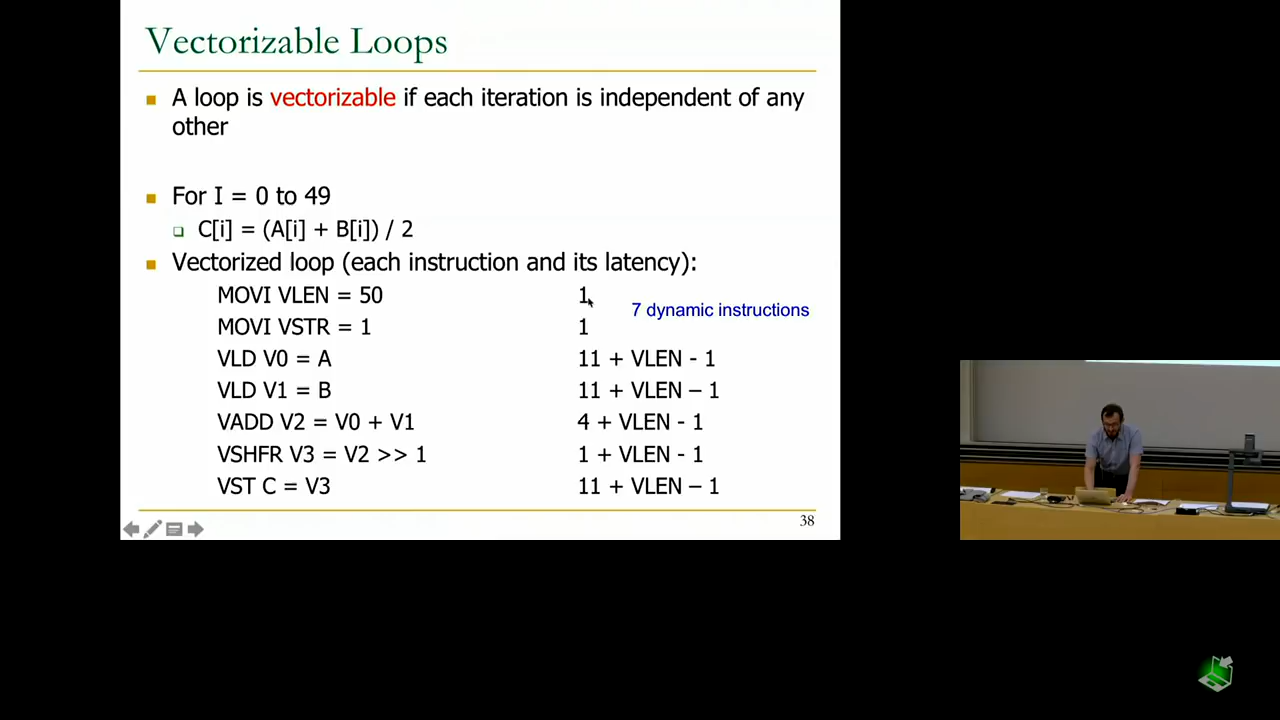 Vectorizable Loops
A loop is vectorizable if each iteration is independent of any
other
For I = 0 to 49
C[i] = (A[i] + B[i]) / 2
Vectorized loop (each instruction and its latency):
MOVI VLEN = 50 1
7 dynamic instructions
MOVI VSTR = 1 1
VLD V0 = A 11 + VLEN - 1
VLD V1 = B 11 + VLEN – 1
VADD V2 = V0 + V1 4 + VLEN - 1
VSHFR V3 = V2 >> 1 1 + VLEN - 1
VST C = V3 11 + VLEN – 1
38